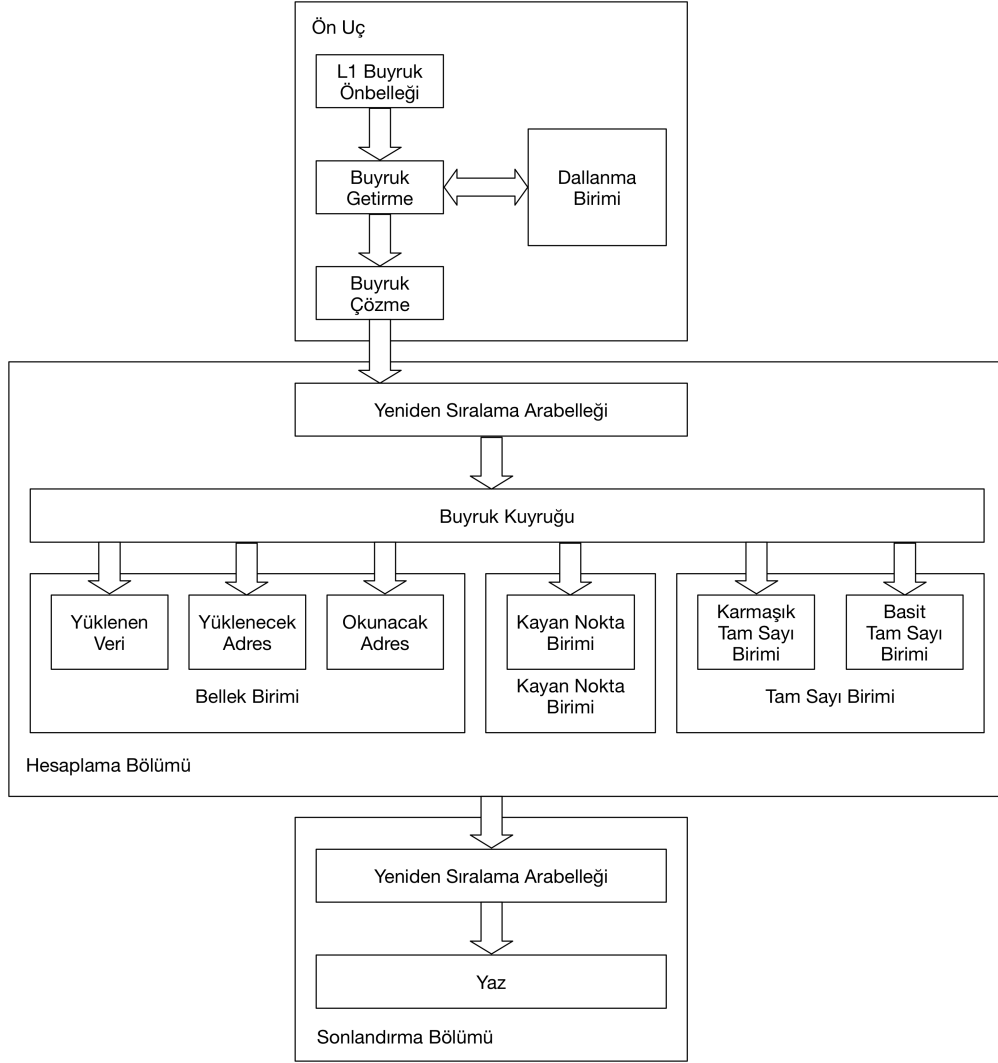 Ön Uç
L1 Buyruk
Önbelleği
Buyruk
Getirme
Dallanma
Birimi
Buyruk
Çözme
Yeniden Sıralama Arabelleği
Buyruk Kuyruğu
Yüklenen
Veri
Yüklenecek
Adres
Okunacak
Adres
Bellek Birimi
Kayan Nokta
Birimi
Kayan Nokta
Birimi
Karmaşık
Tam Sayı
Birimi
Basit
Tam Sayı
Birimi
Tam Sayı Birimi
Hesaplama Bölümü
Yeniden Sıralama Arabelleği
Yaz
Sonlandırma Bölümü